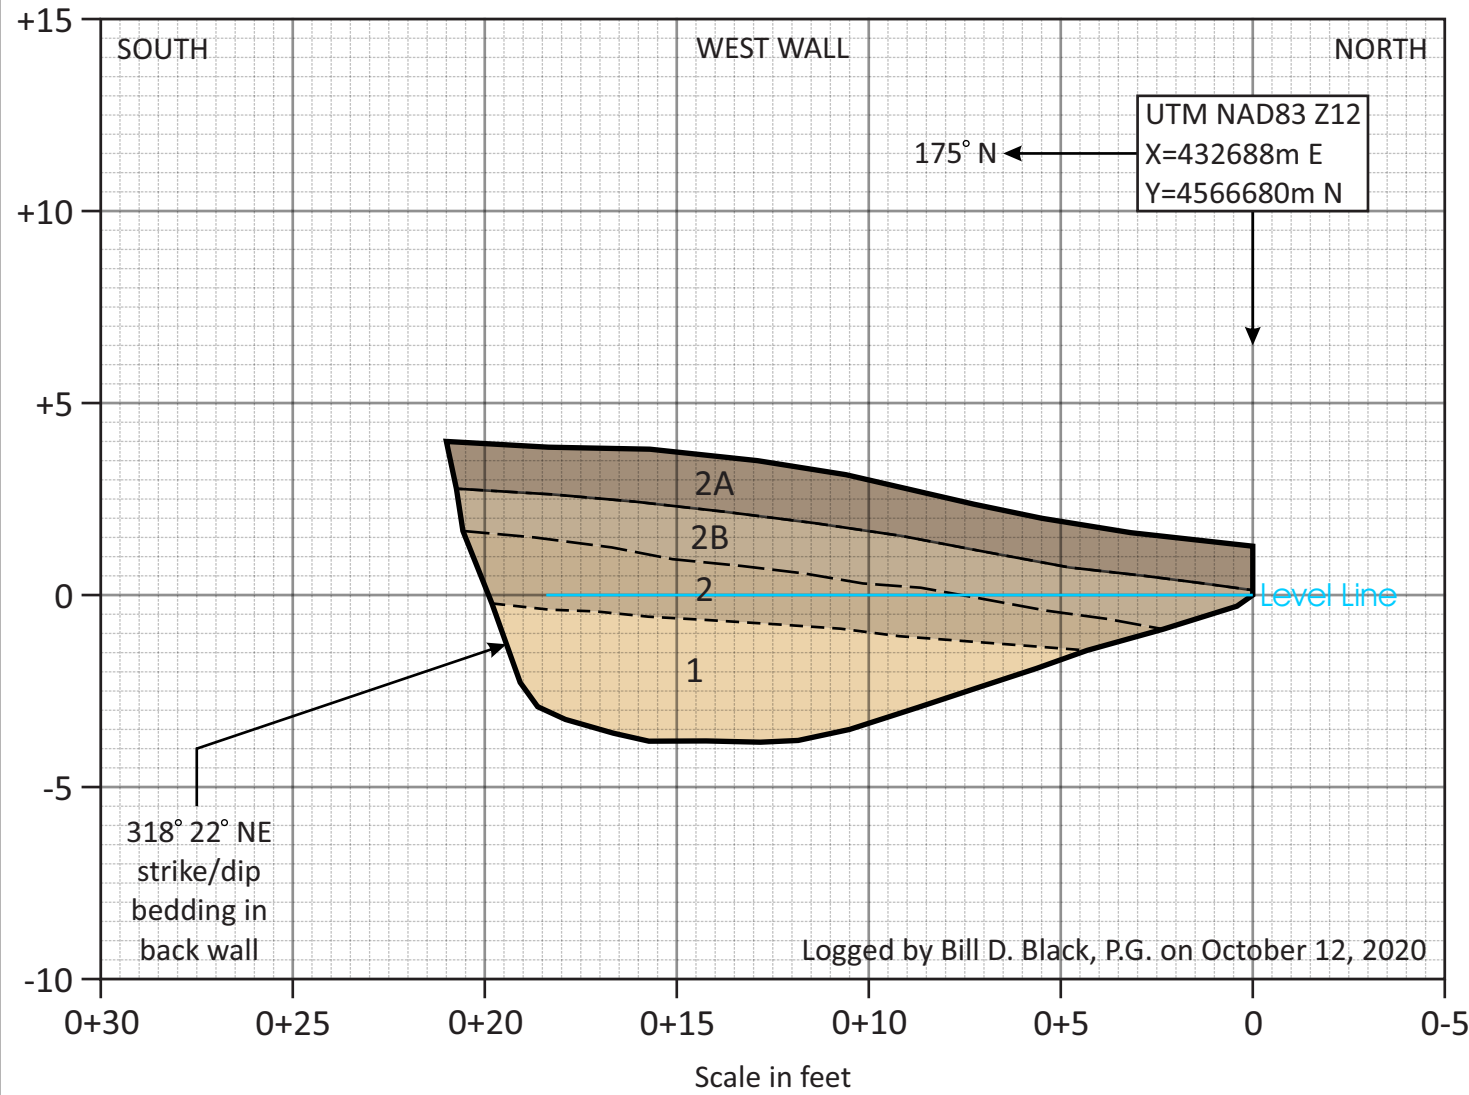 +15
SOUTH
WEST WALL
NORTH
UTM NAD83 Z12
175° N
X=432688m E
Y=4566680m N
+10
+5
2A
2B
2
0
Level Line
1
-5
318° 22° NE
strike/dip
bedding in
back wall
Logged by Bill D. Black, P.G. on October 12, 2020
-10
0+30
0+25
0+20
0+15
0+10
0+5
0
0-5
Scale in feet